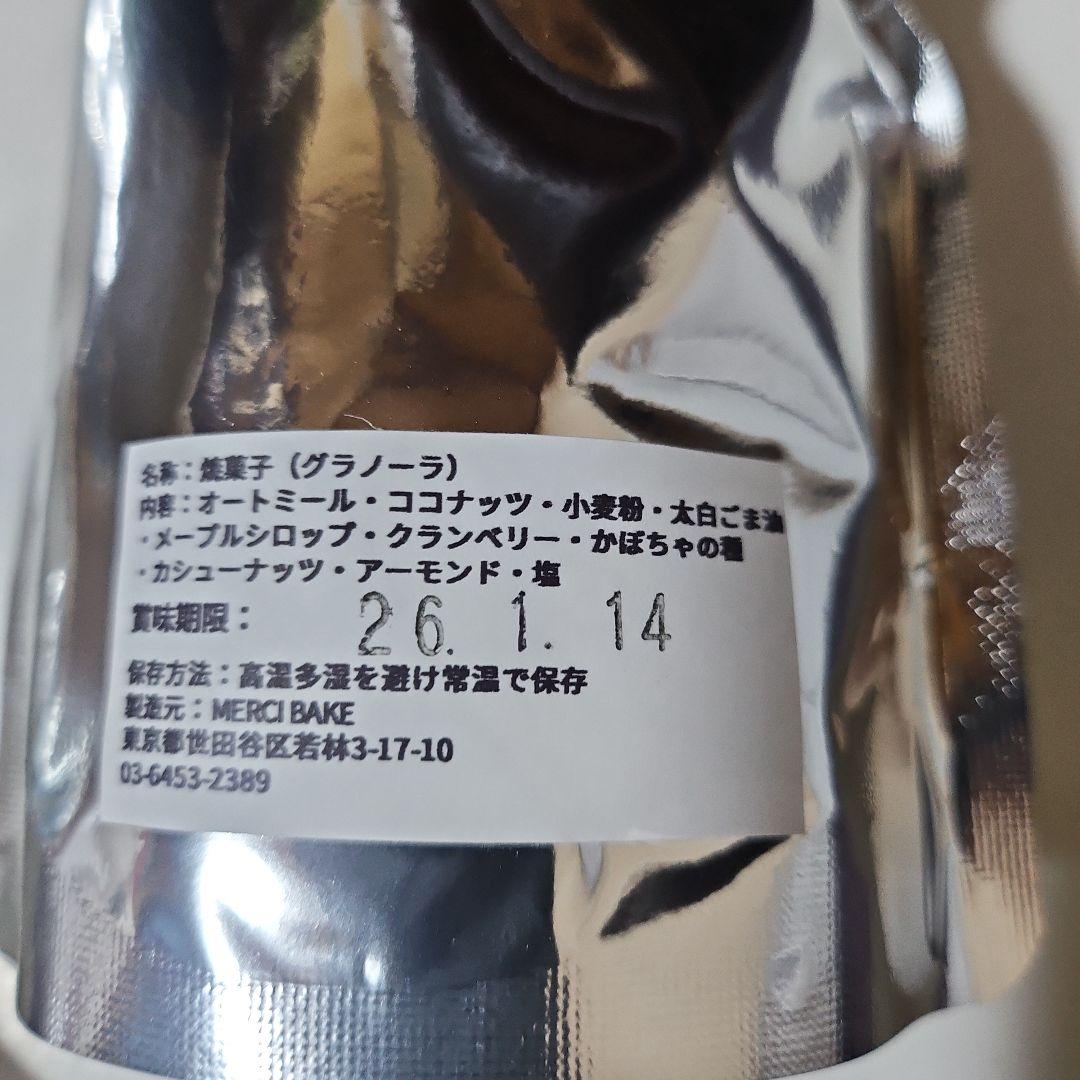 名称：焼菓子（グラノーラ）
内容：オートミール・ココナッツ・小麦粉・太白ごま油
・メープルシロップ・クランベリー・かぼちゃの種
・カシューナッツ・アーモンド・塩
賞味期限： 26. 1. 14
保存方法：高温多湿を避け常温で保存
製造元：MERCI BAKE
東京都世田谷区若林3-17-10
03-6453-2389